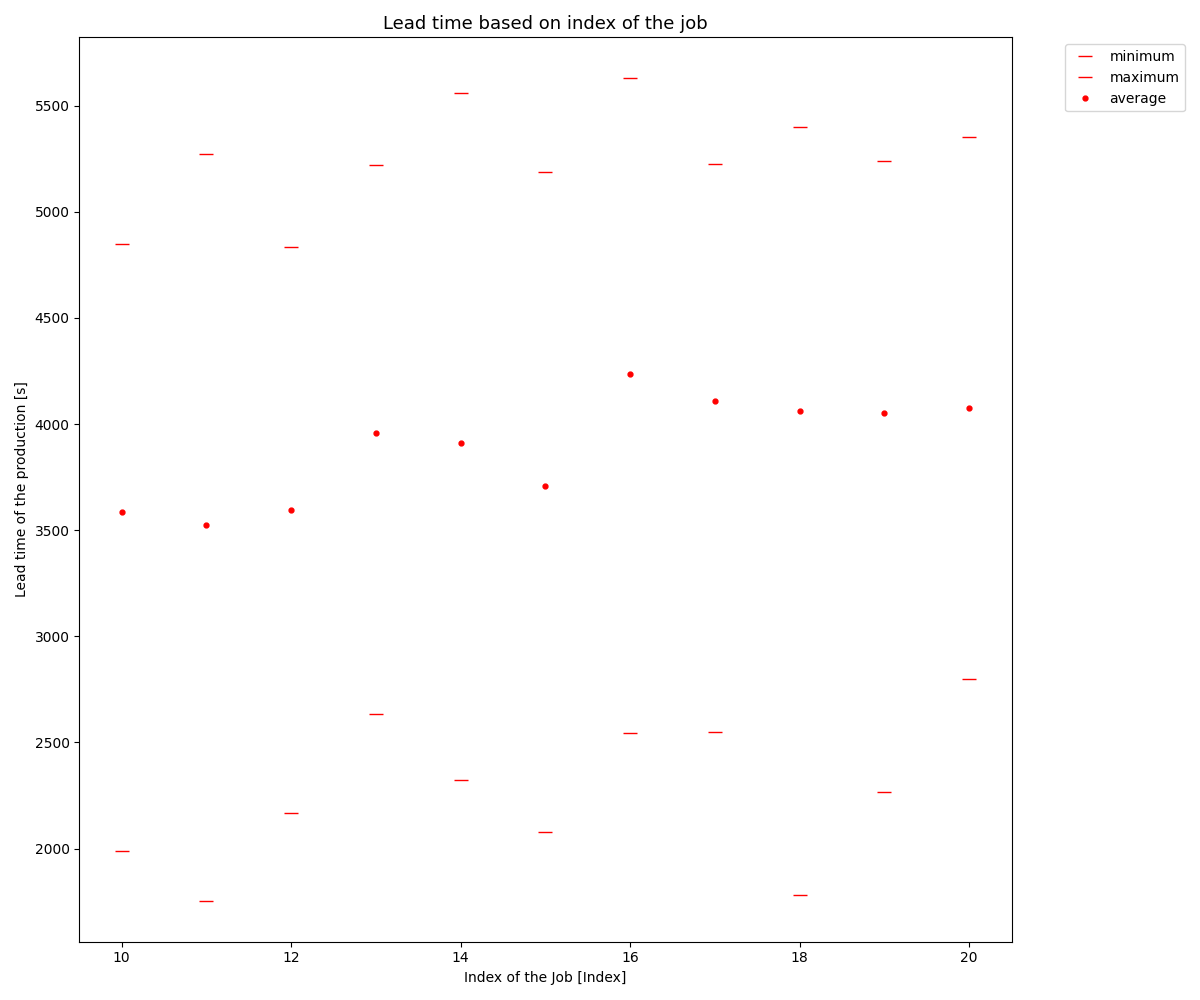 Lead time based on index of the job
minimum
maximum
average
5500
5000
4500
4000
3500
3000
2500
2000
Lead time of the production [s]
10 12 14 16 18 20
Index of the Job [Index]